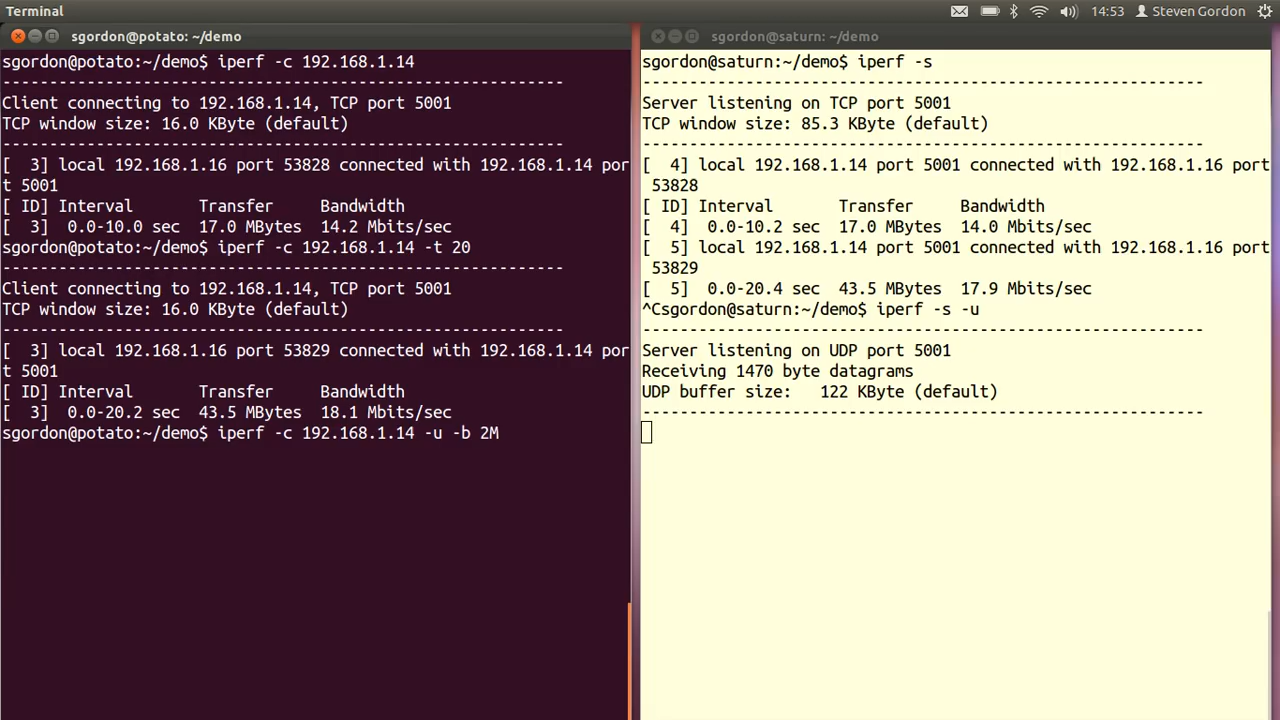 Terminal
14:53 Steven Gordon
sgordon@potato: ~/demo
sgordon@potato:~/demo$ iperf -c 192.168.1.14
------------------------------------------------------------
Client connecting to 192.168.1.14, TCP port 5001
TCP window size: 16.0 KByte (default)
------------------------------------------------------------
[  3] local 192.168.1.16 port 53828 connected with 192.168.1.14 por
t 5001
[ ID] Interval       Transfer     Bandwidth
[  3]  0.0-10.0 sec  17.0 MBytes  14.2 Mbits/sec
sgordon@potato:~/demo$ iperf -c 192.168.1.14 -t 20
------------------------------------------------------------
Client connecting to 192.168.1.14, TCP port 5001
TCP window size: 16.0 KByte (default)
------------------------------------------------------------
[  3] local 192.168.1.16 port 53829 connected with 192.168.1.14 por
t 5001
[ ID] Interval       Transfer     Bandwidth
[  3]  0.0-20.2 sec  43.5 MBytes  18.1 Mbits/sec
sgordon@potato:~/demo$ iperf -c 192.168.1.14 -u -b 2M
sgordon@saturn: ~/demo
sgordon@saturn:~/demo$ iperf -s
------------------------------------------------------------
Server listening on TCP port 5001
TCP window size: 85.3 KByte (default)
------------------------------------------------------------
[  4] local 192.168.1.14 port 5001 connected with 192.168.1.16 port
 53828
[ ID] Interval       Transfer     Bandwidth
[  4]  0.0-10.2 sec  17.0 MBytes  14.0 Mbits/sec
[  5] local 192.168.1.14 port 5001 connected with 192.168.1.16 port
 53829
[  5]  0.0-20.4 sec  43.5 MBytes  17.9 Mbits/sec
^Csgordon@saturn:~/demo$ iperf -s -u
------------------------------------------------------------
Server listening on UDP port 5001
Receiving 1470 byte datagrams
UDP buffer size:   122 KByte (default)
------------------------------------------------------------